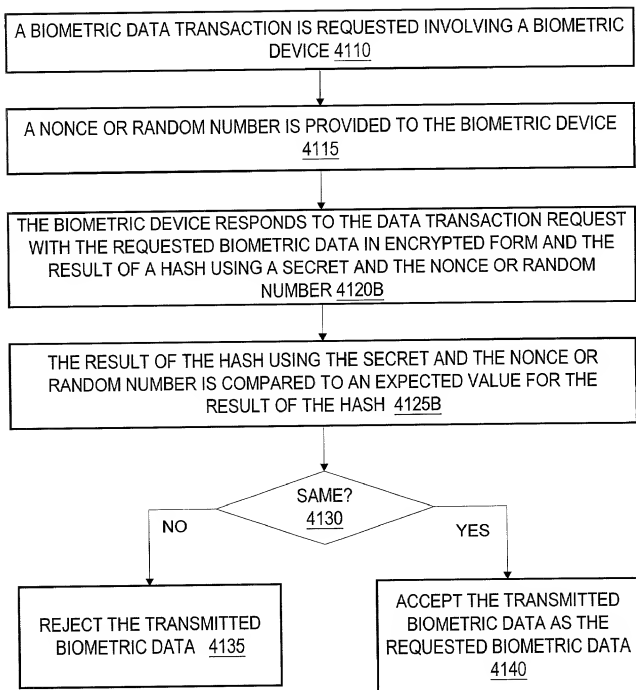 A BIOMETRIC DATA TRANSACTION IS REQUESTED INVOLVING A BIOMETRIC
DEVICE 4110
A NONCE OR RANDOM NUMBER IS PROVIDED TO THE BIOMETRIC DEVICE
4115
THE BIOMETRIC DEVICE RESPONDS TO THE DATA TRANSACTION REQUEST
WITH THE REQUESTED BIOMETRIC DATA IN ENCRYPTED FORM AND THE
RESULT OF A HASH USING A SECRET AND THE NONCE OR RANDOM
NUMBER 4120B
THE RESULT OF THE HASH USING THE SECRET AND THE NONCE OR
RANDOM NUMBER IS COMPARED TO AN EXPECTED VALUE FOR THE
RESULT OF THE HASH 4125B
SAME?
4130
NO
YES
REJECT THE TRANSMITTED
BIOMETRIC DATA 4135
ACCEPT THE TRANSMITTED
BIOMETRIC DATA AS THE
REQUESTED BIOMETRIC DATA
4140